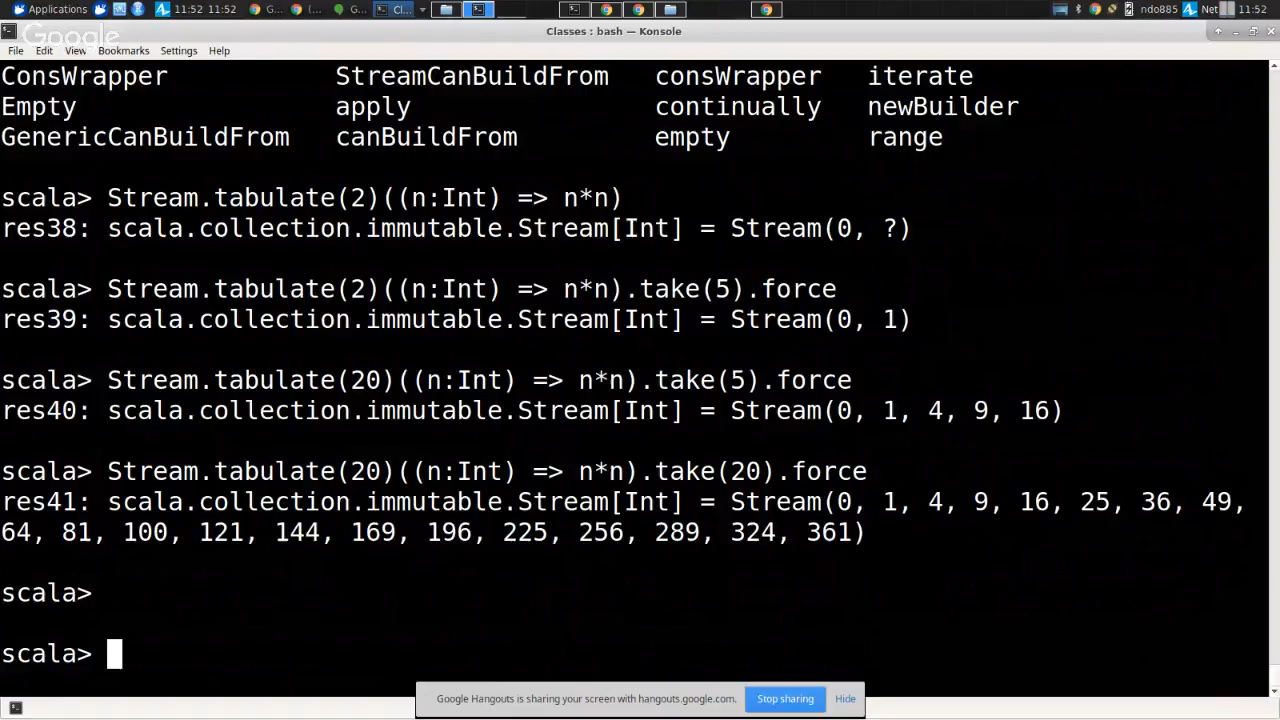 Applications 11:52 11:52 G... (... G... Cl... ndo885 Net 11:52
Google
Classes : bash — Konsole
File Edit View Bookmarks Settings Help
ConsWrapper StreamCanBuildFrom consWrapper iterate
Empty apply continually newBuilder
GenericCanBuildFrom canBuildFrom empty range
scala> Stream.tabulate(2)((n:Int) => n*n)
res38: scala.collection.immutable.Stream[Int] = Stream(0, ?)
scala> Stream.tabulate(2)((n:Int) => n*n).take(5).force
res39: scala.collection.immutable.Stream[Int] = Stream(0, 1)
scala> Stream.tabulate(20)((n:Int) => n*n).take(5).force
res40: scala.collection.immutable.Stream[Int] = Stream(0, 1, 4, 9, 16)
scala> Stream.tabulate(20)((n:Int) => n*n).take(20).force
res41: scala.collection.immutable.Stream[Int] = Stream(0, 1, 4, 9, 16, 25, 36, 49,
64, 81, 100, 121, 144, 169, 196, 225, 256, 289, 324, 361)
scala>
scala>
Google Hangouts is sharing your screen with hangouts.google.com. Stop sharing Hide